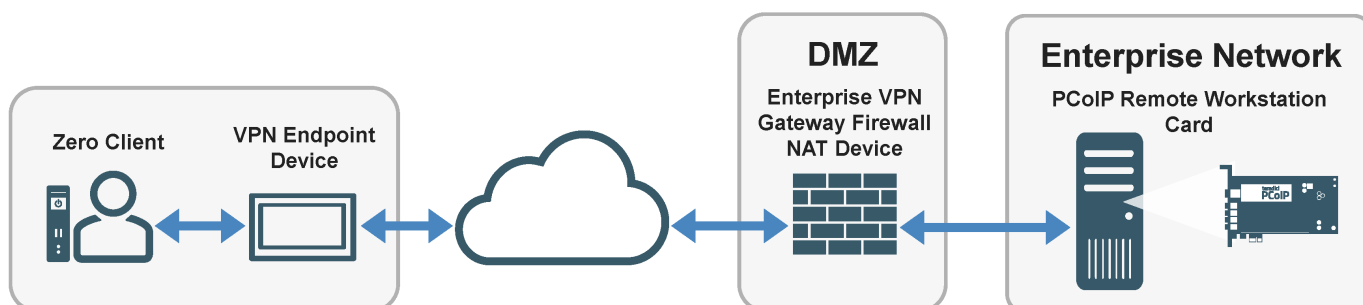 Zero Client
VPN Endpoint
Device
DMZ
Enterprise VPN
Gateway Firewall
NAT Device
Enterprise Network
PCoIP Remote Workstation
Card
teradici
PCoIP